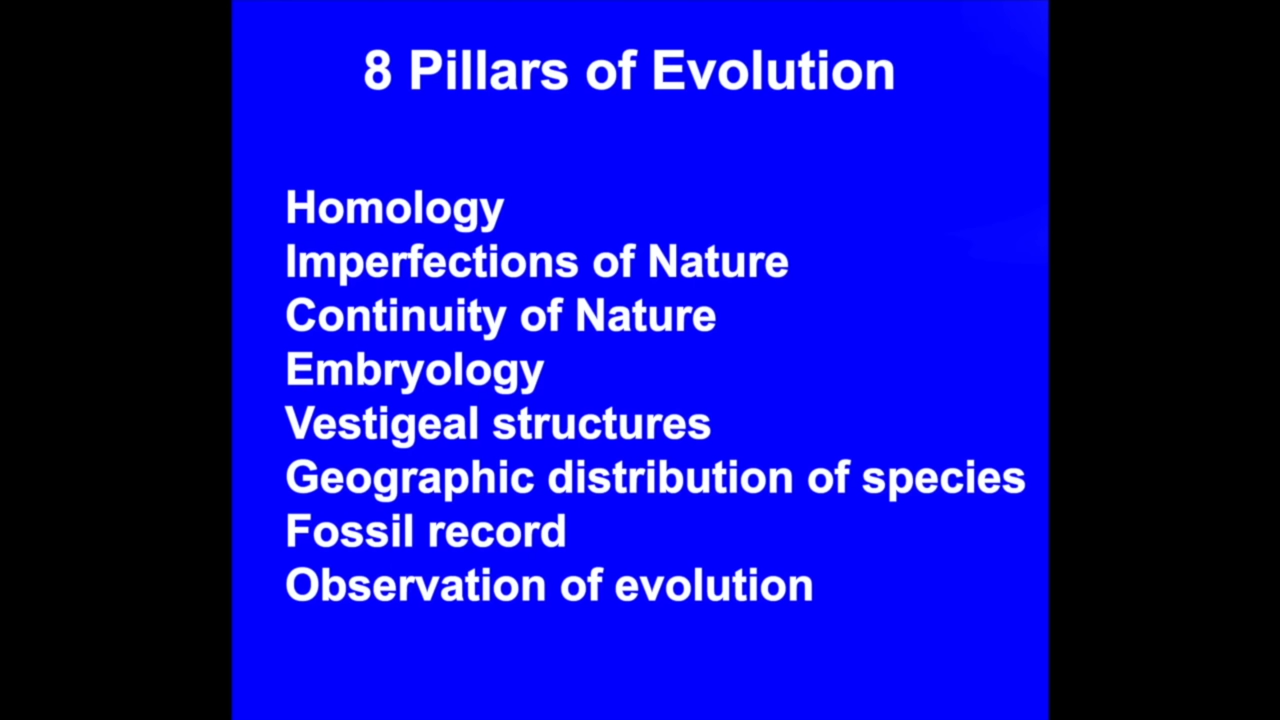 8 Pillars of Evolution
Homology
Imperfections of Nature
Continuity of Nature
Embryology
Vestigeal structures
Geographic distribution of species
Fossil record
Observation of evolution